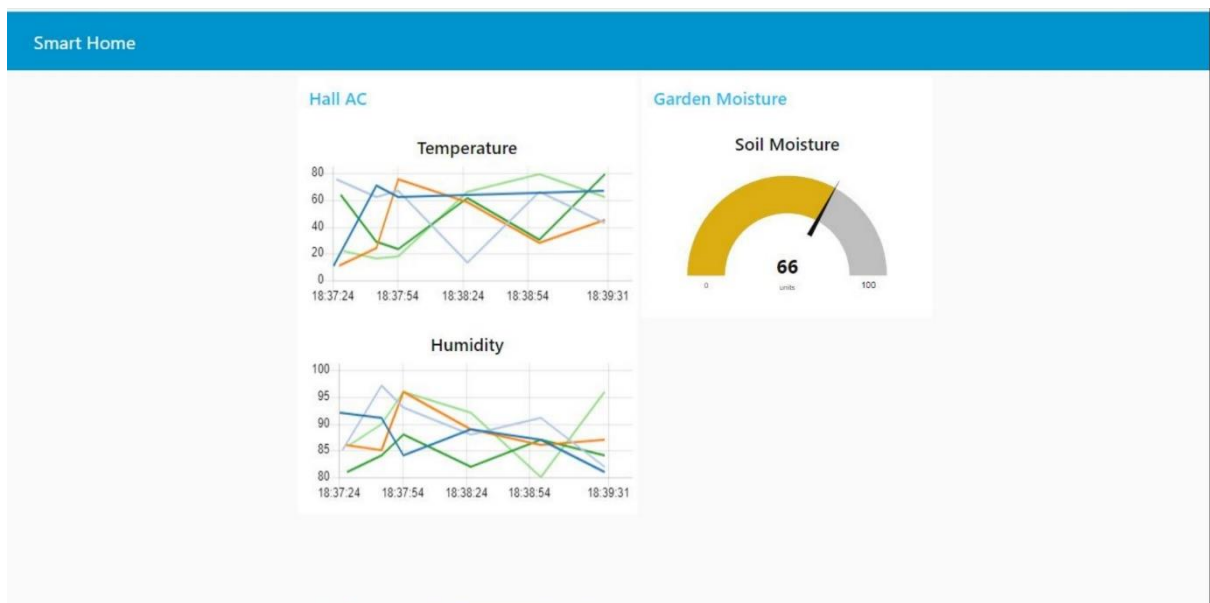 Smart Home
Hall AC
Temperature
80
60
40
20
0
18:37:24 18:37:54 18:38:24 18:38:54 18:39:31
Humidity
100
95
90
85
80
18:37:24 18:37:54 18:38:24 18:38:54 18:39:31
Garden Moisture
Soil Moisture
66
0 units 100